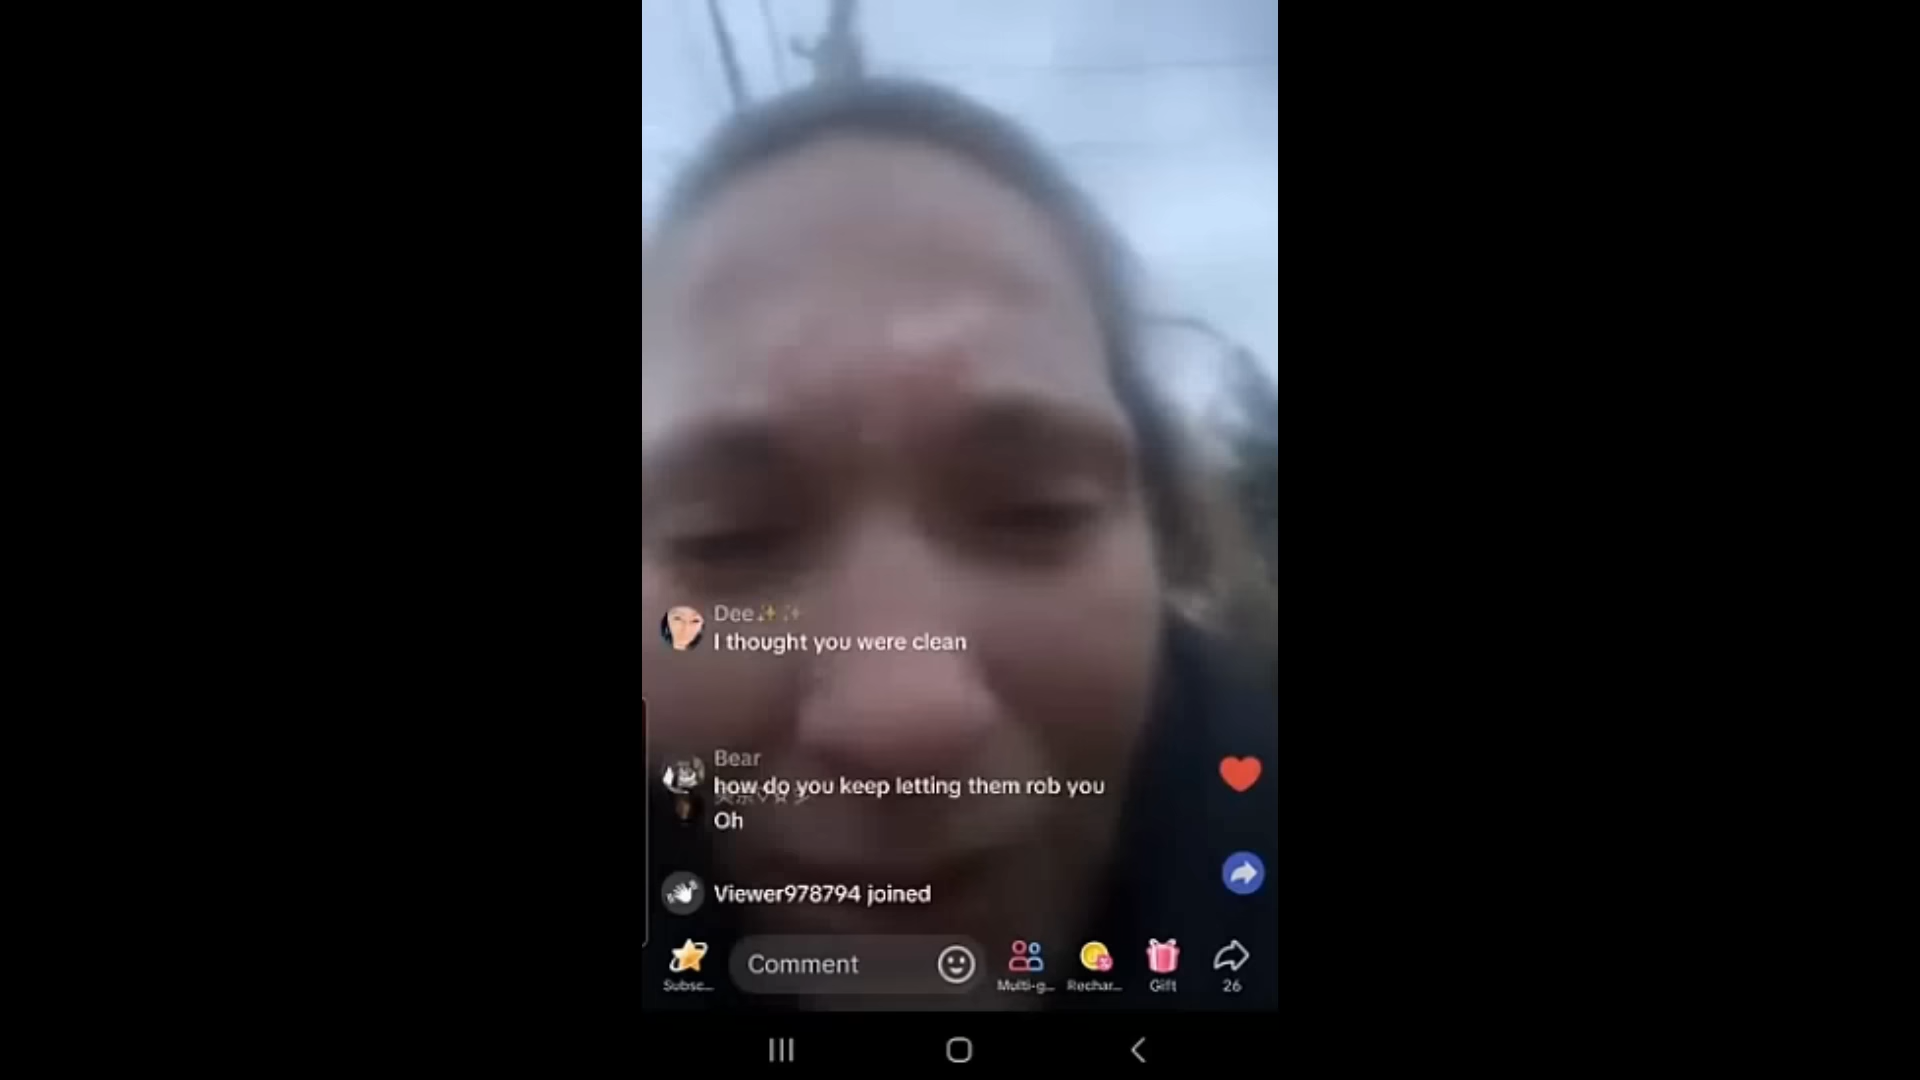 Dee✨✨
I thought you were clean
Bear
how do you keep letting them rob you
Oh
Viewer978794 joined
Comment
Subsc...
Multi-g...
Rechar...
Gift
26